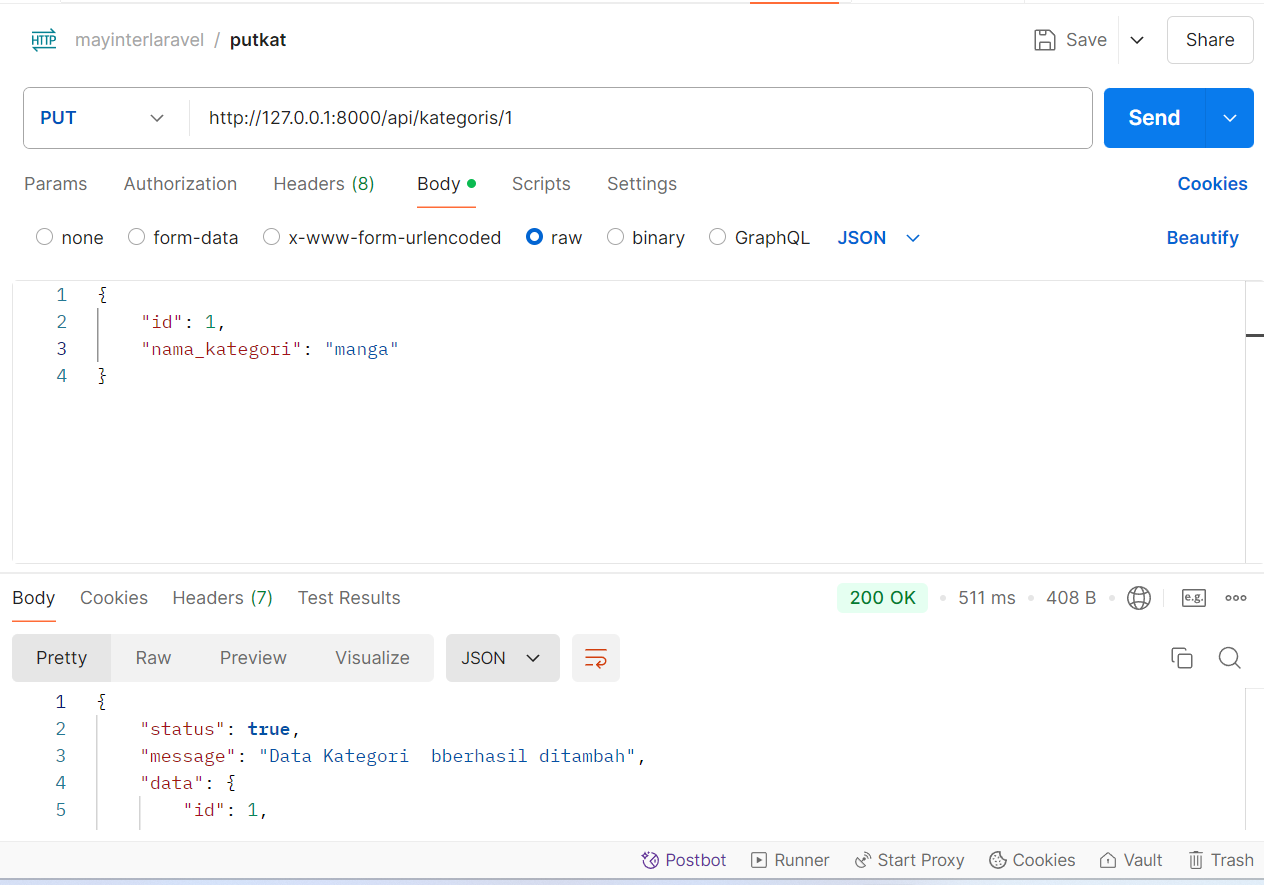 HTTP mayinterlaravel / putkat Save Share
PUT http://127.0.0.1:8000/api/kategoris/1 Send
Params Authorization Headers (8) Body Scripts Settings Cookies
none form-data x-www-form-urlencoded raw binary GraphQL JSON Beautify
1 {
2 "id": 1,
3 "nama_kategori": "manga"
4 }
Body Cookies Headers (7) Test Results 200 OK 511 ms 408 B e.g.
Pretty Raw Preview Visualize JSON
1 {
2 "status": true,
3 "message": "Data Kategori  bberhasil ditambah",
4 "data": {
5 "id": 1,
Postbot Runner Start Proxy Cookies Vault Trash